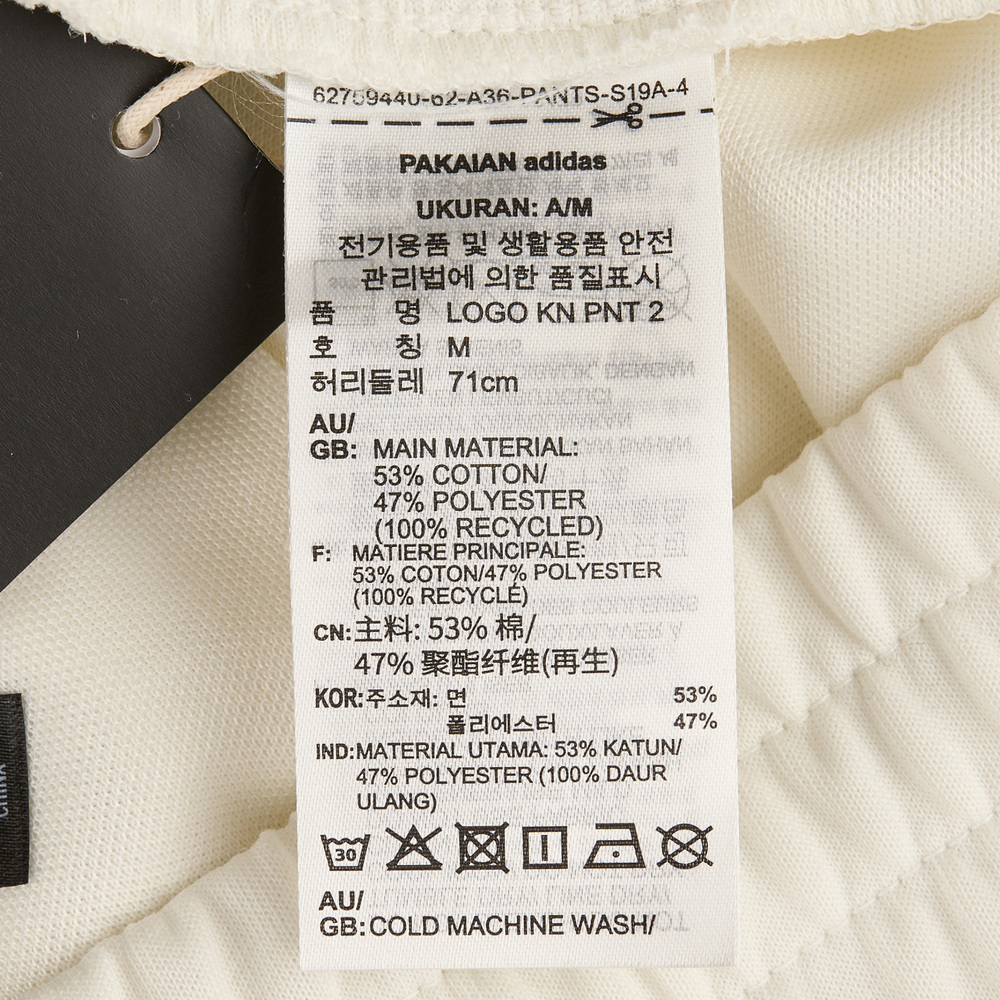 62759440-62-A36-PANTS-S19A-4
PAKAIAN adidas
UKURAN: A/M
전기용품 및 생활용품 안전
관리법에 의한 품질표시
품 명 LOGO KN PNT 2
호 칭 M
허리둘레 71cm
AU/
GB: MAIN MATERIAL:
53% COTTON/
47% POLYESTER
(100% RECYCLED)
F: MATIERE PRINCIPALE:
53% COTON/47% POLYESTER
(100% RECYCLÉ)
CN:主料: 53% 棉/
47% 聚酯纤维(再生)
KOR:주소재: 면 53%
폴리에스터 47%
IND:MATERIAL UTAMA: 53% KATUN/
47% POLYESTER (100% DAUR
ULANG)
30
AU/
GB:COLD MACHINE WASH/
CHINA